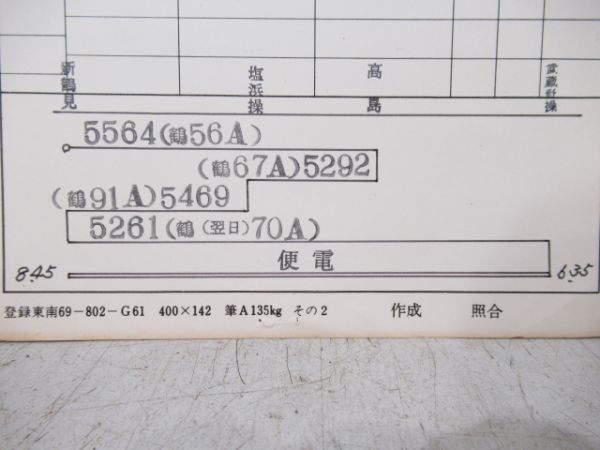 新鶴見 塩浜操 高島 武蔵野操
5564(鶴56A)
(鶴67A)5292
(鶴91A)5469
5261(鶴(翌日)70A)
便電
8.45 6.35
登録東南69-802-G61 400×142 筆A135kg その2 作成 照合